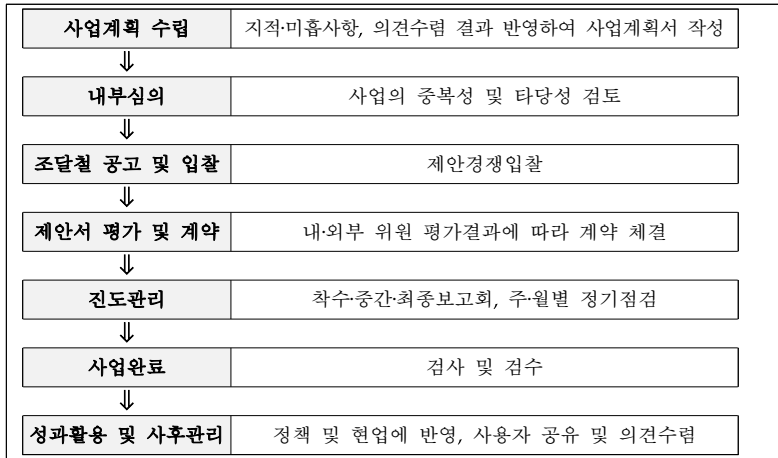 사업계획 수립 지적·미흡사항, 의견수렴 결과 반영하여 사업계획서 작성
⇓
내부심의 사업의 중복성 및 타당성 검토
⇓
조달철 공고 및 입찰 제안경쟁입찰
⇓
제안서 평가 및 계약 내·외부 위원 평가결과에 따라 계약 체결
⇓
진도관리 착수·중간·최종보고회, 주·월별 정기점검
⇓
사업완료 검사 및 검수
⇓
성과활용 및 사후관리 정책 및 현업에 반영, 사용자 공유 및 의견수렴